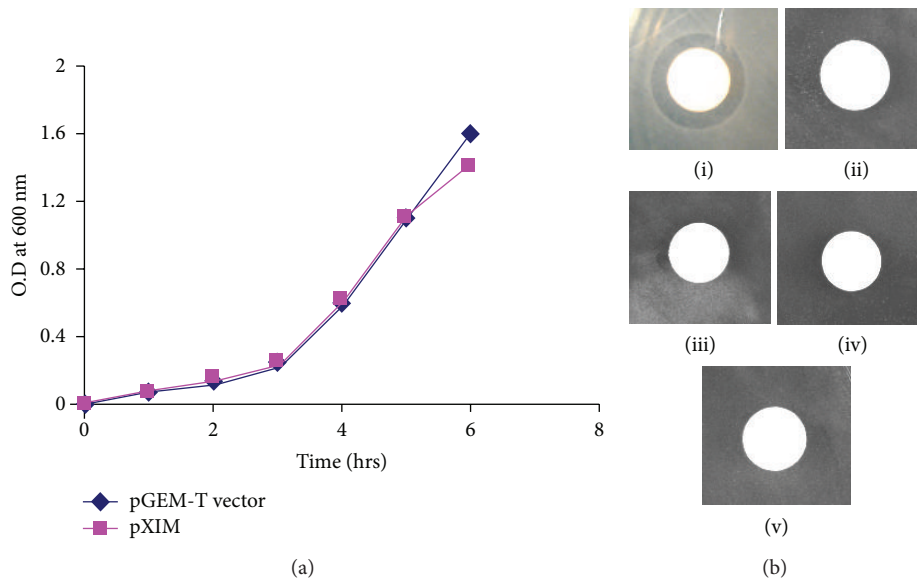 2
1.6
1.2
0.8
0.4
0
O.D at 600 nm
0 2 4 6 8
Time (hrs)
pGEM-T vector
pXIM
(a)
(i) (ii)
(iii) (iv)
(v)
(b)